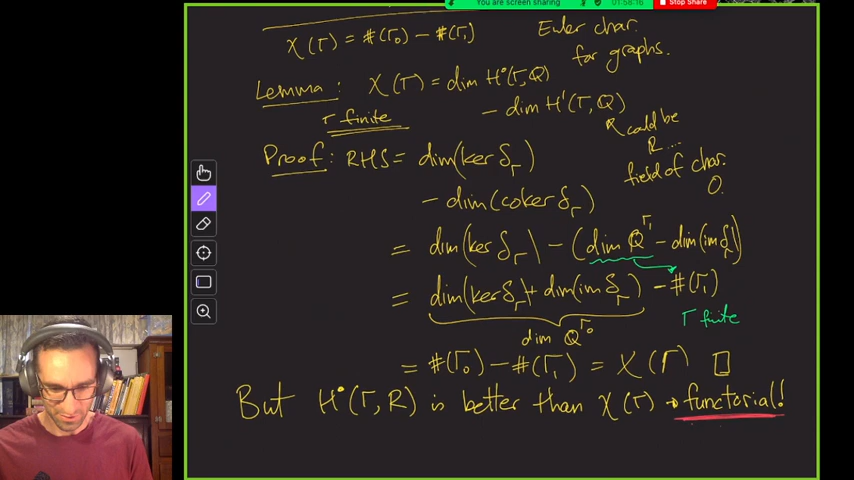 You are screen sharing
01:58:16
Stop Share
χ(Γ) = #(Γ₀) – #(Γ₁)
Euler char.
for graphs.
Lemma: χ(Γ) = dim H⁰(Γ,Q)
Γ finite
– dim H¹(Γ,Q)
could be
R...
field of char.
0.
Proof: RHS = dim(ker δ_Γ)
– dim(coker δ_Γ)
= dim(ker δ_Γ) – (dim Q^Γ₁ – dim(im δ_Γ))
= dim(ker δ_Γ) + dim(im δ_Γ) – #(Γ₁)
dim Q^Γ₀
Γ finite
= #(Γ₀) – #(Γ₁) = χ(Γ) □
But H•(Γ,R) is better than χ(Γ) → functorial!